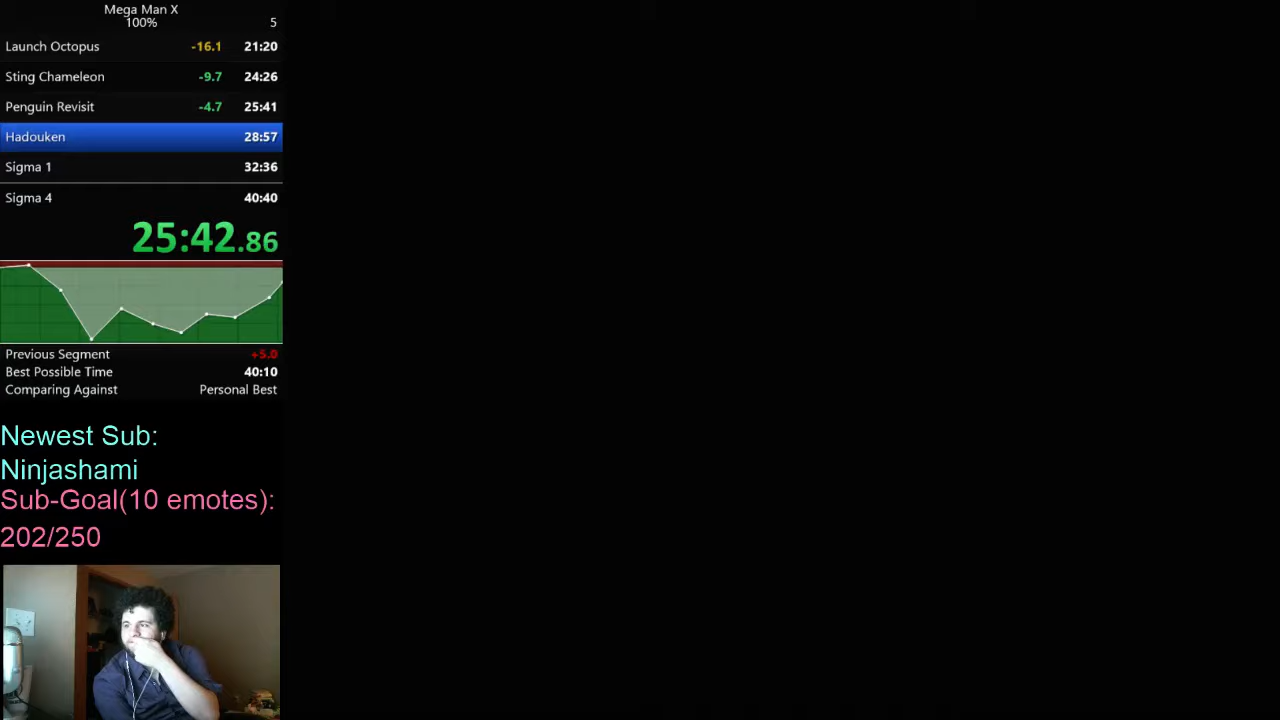 Mega Man X
100% 5
Launch Octopus -16.1 21:20
Sting Chameleon -9.7 24:26
Penguin Revisit -4.7 25:41
Hadouken 28:57
Sigma 1 32:36
Sigma 4 40:40
25:42.86
Previous Segment +5.0
Best Possible Time 40:10
Comparing Against Personal Best
Newest Sub:
Ninjashami
Sub-Goal(10 emotes):
202/250